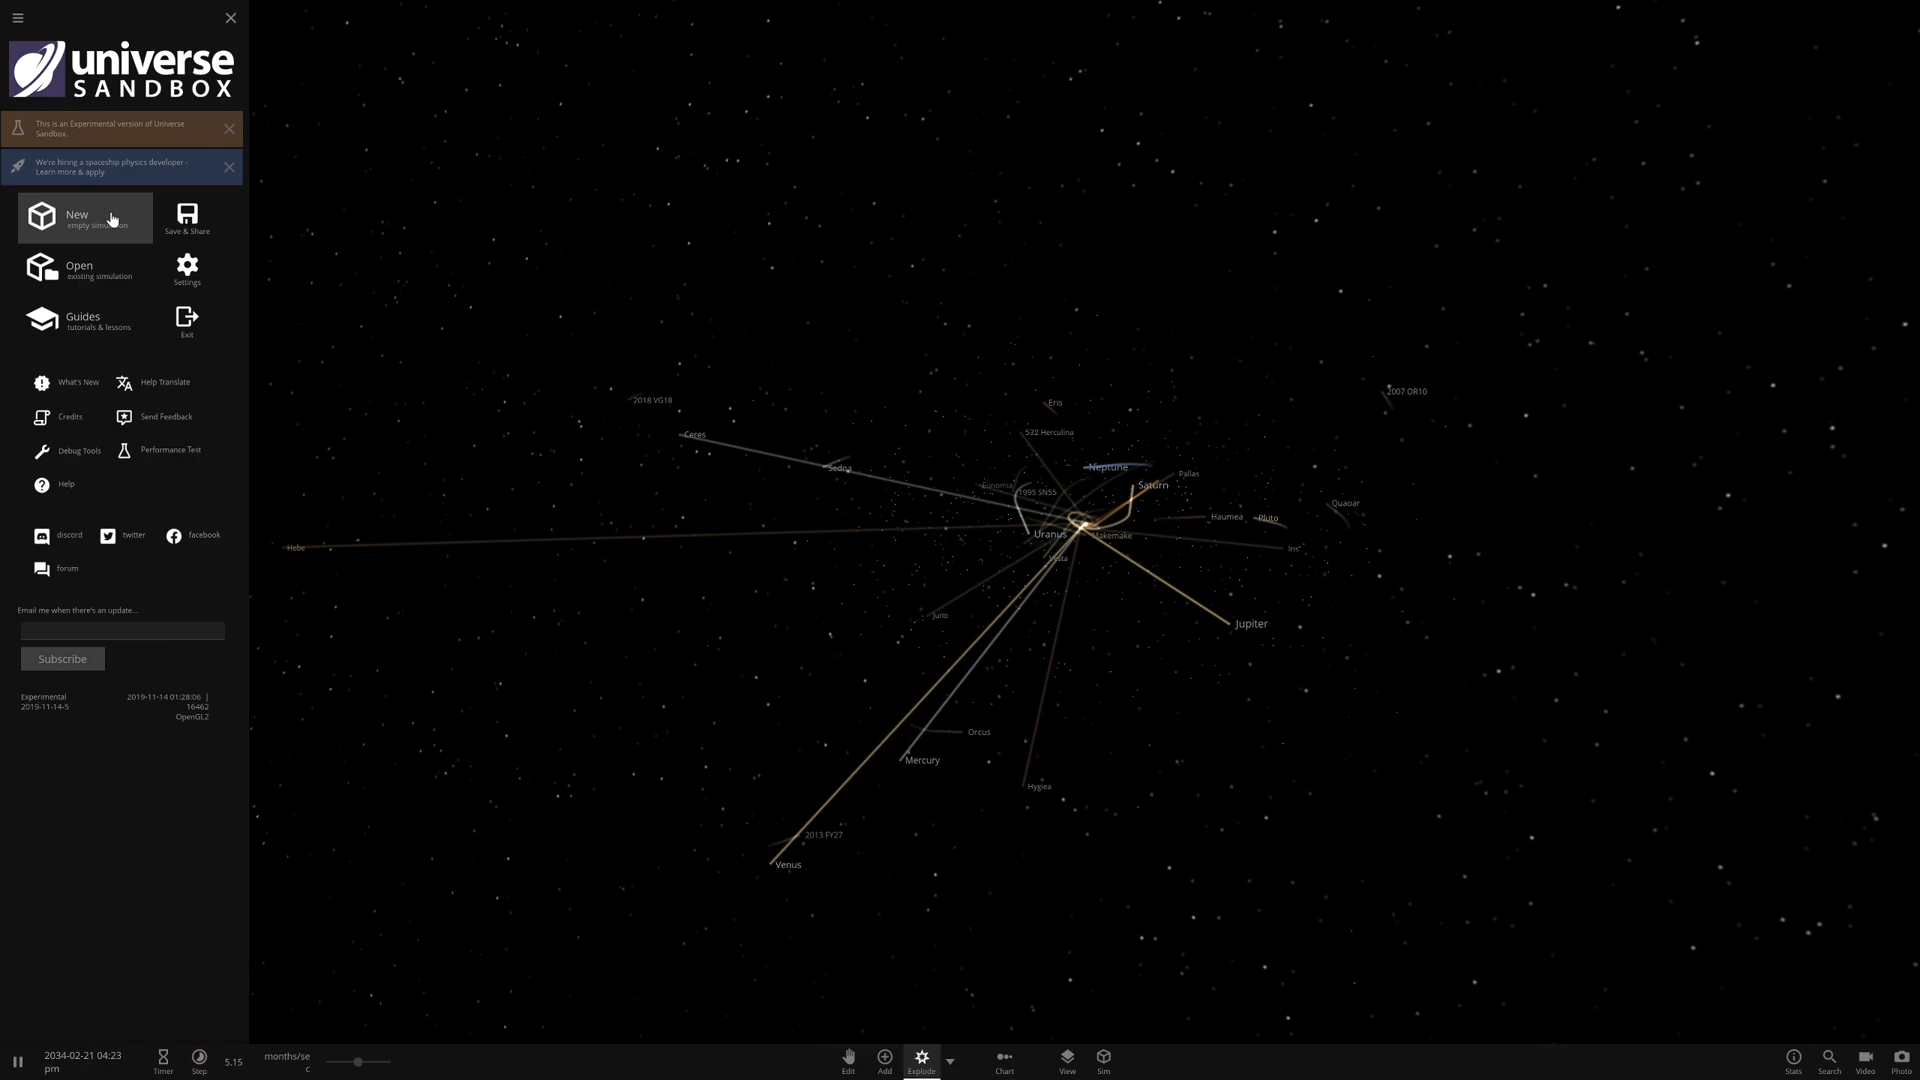 universe
SANDBOX
This is an Experimental version of Universe
Sandbox.
We're hiring a spaceship physics developer -
Learn more & apply
New
empty simulation
Save & Share
Open
existing simulation
Settings
Guides
tutorials & lessons
Exit
What's New
Help Translate
Credits
Send Feedback
Debug Tools
Performance Test
Help
discord
twitter
facebook
forum
Email me when there's an update...
Subscribe
Experimental
2019-11-14-5
2019-11-14 01:28:06 |
16462
OpenGL2
2018 VG18
Eris
2007 OR10
Ceres
532 Herculina
Sedna
Neptune
Pallas
Eunomia
1995 SN55
Saturn
Quaoar
Haumea
Pluto
Uranus
Makemake
Hebe
Iris
Vesta
Juno
Jupiter
Orcus
Mercury
Hygiea
2013 FY27
Venus
2034-02-21 04:23
pm
Timer
Step
5.15
months/se
c
Edit
Add
Explode
Chart
View
Sim
Stats
Search
Video
Photo